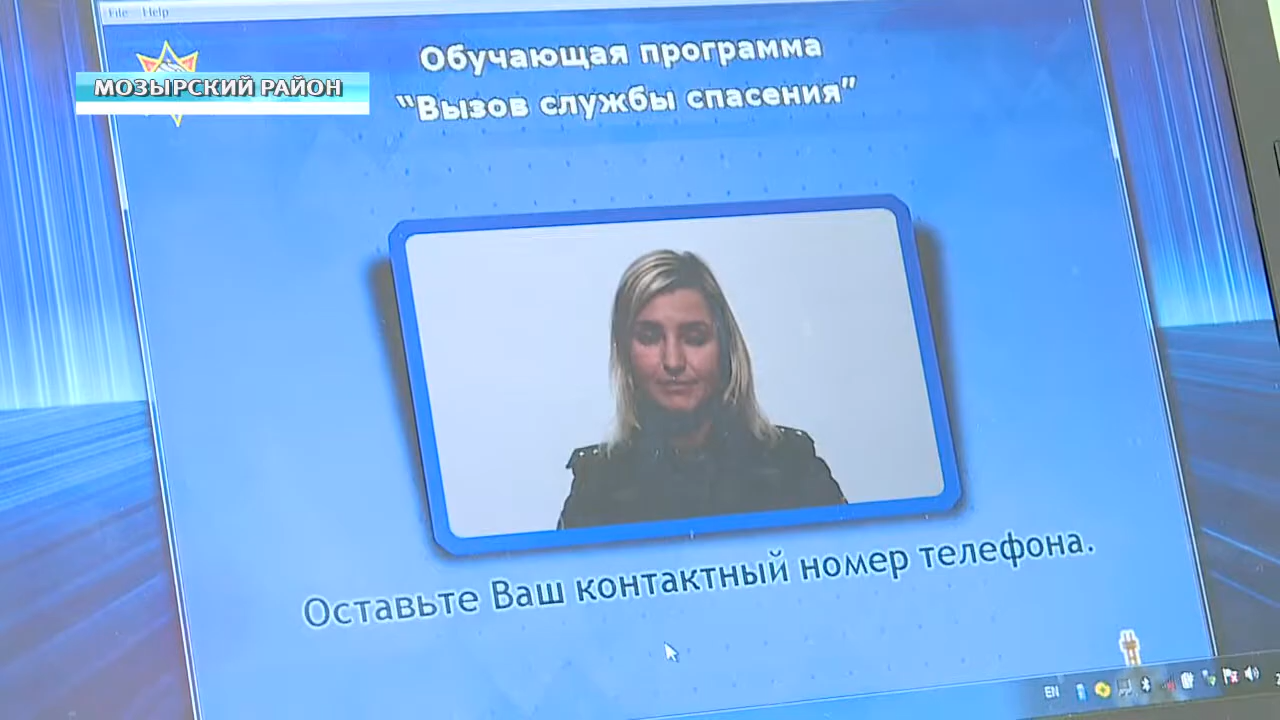 File Help
МОЗЫРСКИЙ РАЙОН
Обучающая программа
“Вызов службы спасения”
Оставьте Ваш контактный номер телефона.
EN